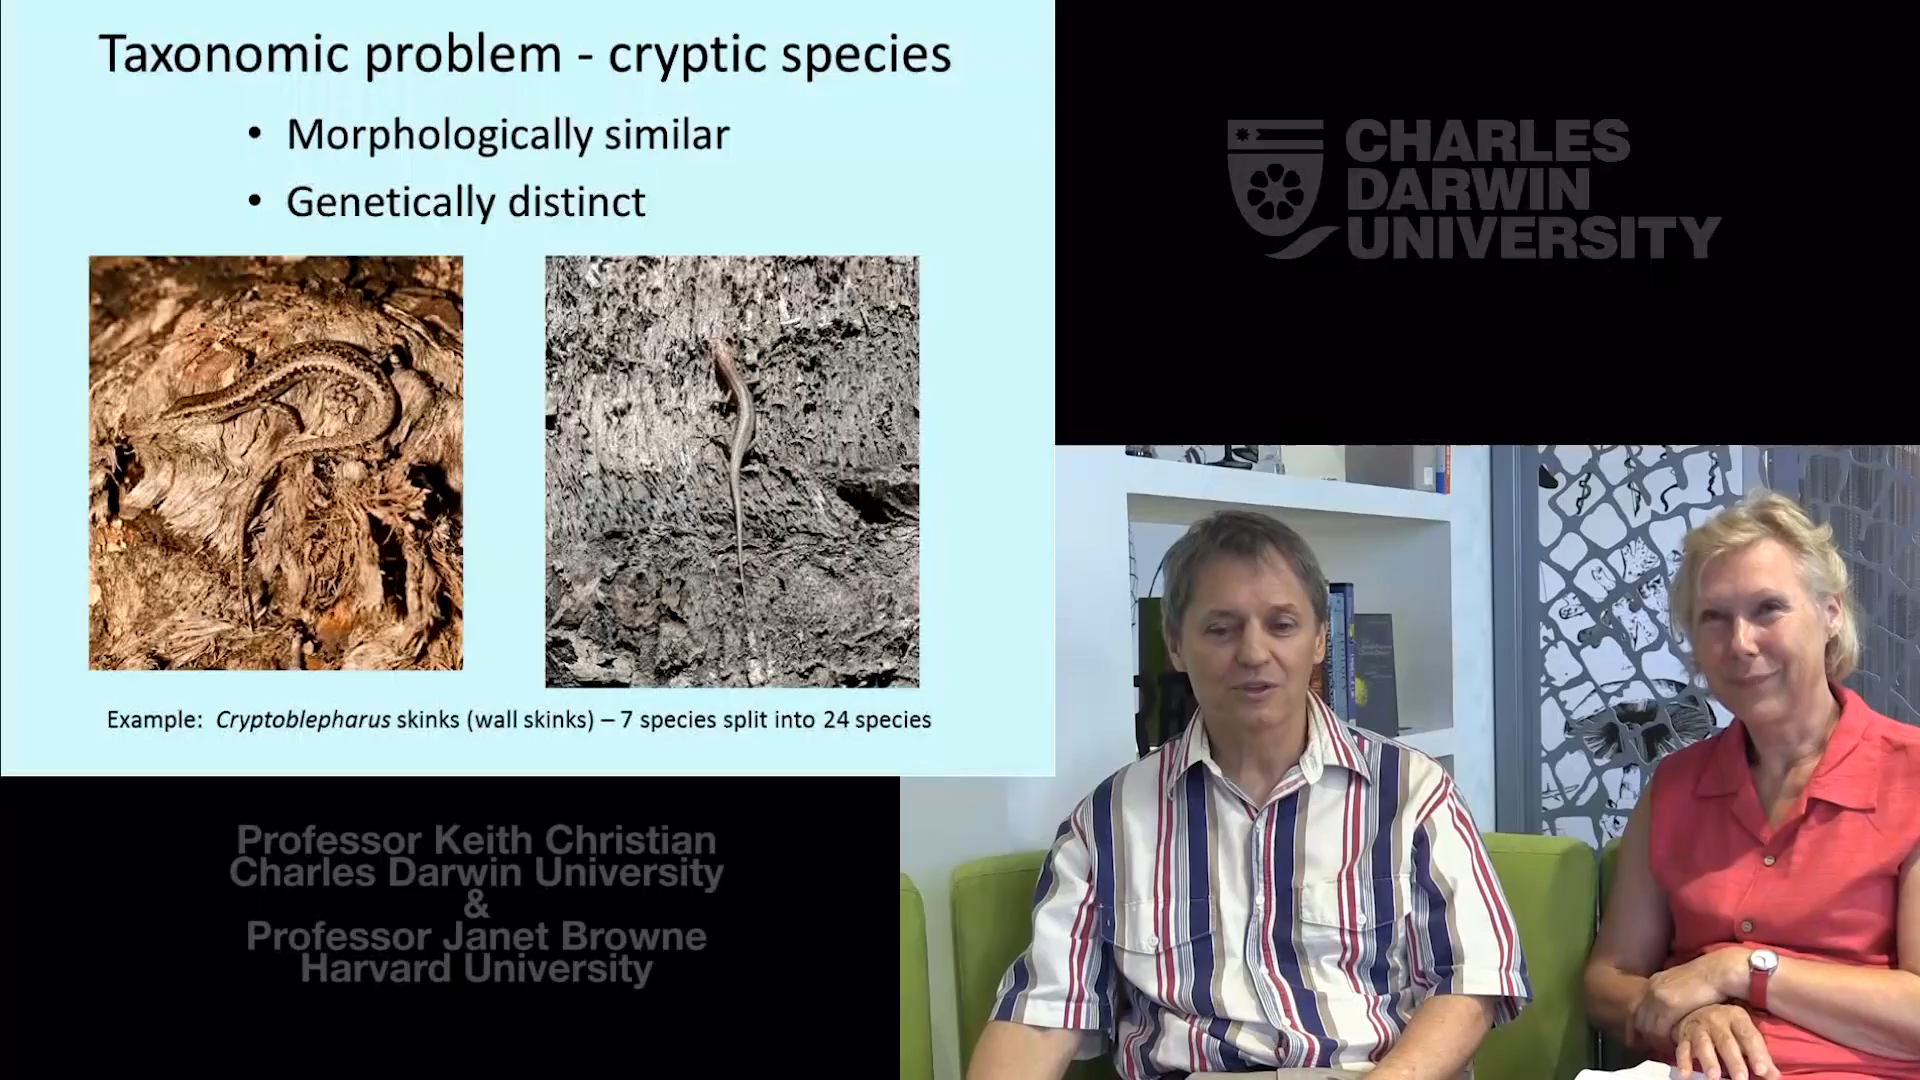 Taxonomic problem - cryptic species
• Morphologically similar
• Genetically distinct
Example: Cryptoblepharus skinks (wall skinks) – 7 species split into 24 species
CHARLES
DARWIN
UNIVERSITY
Professor Keith Christian
Charles Darwin University
&
Professor Janet Browne
Harvard University